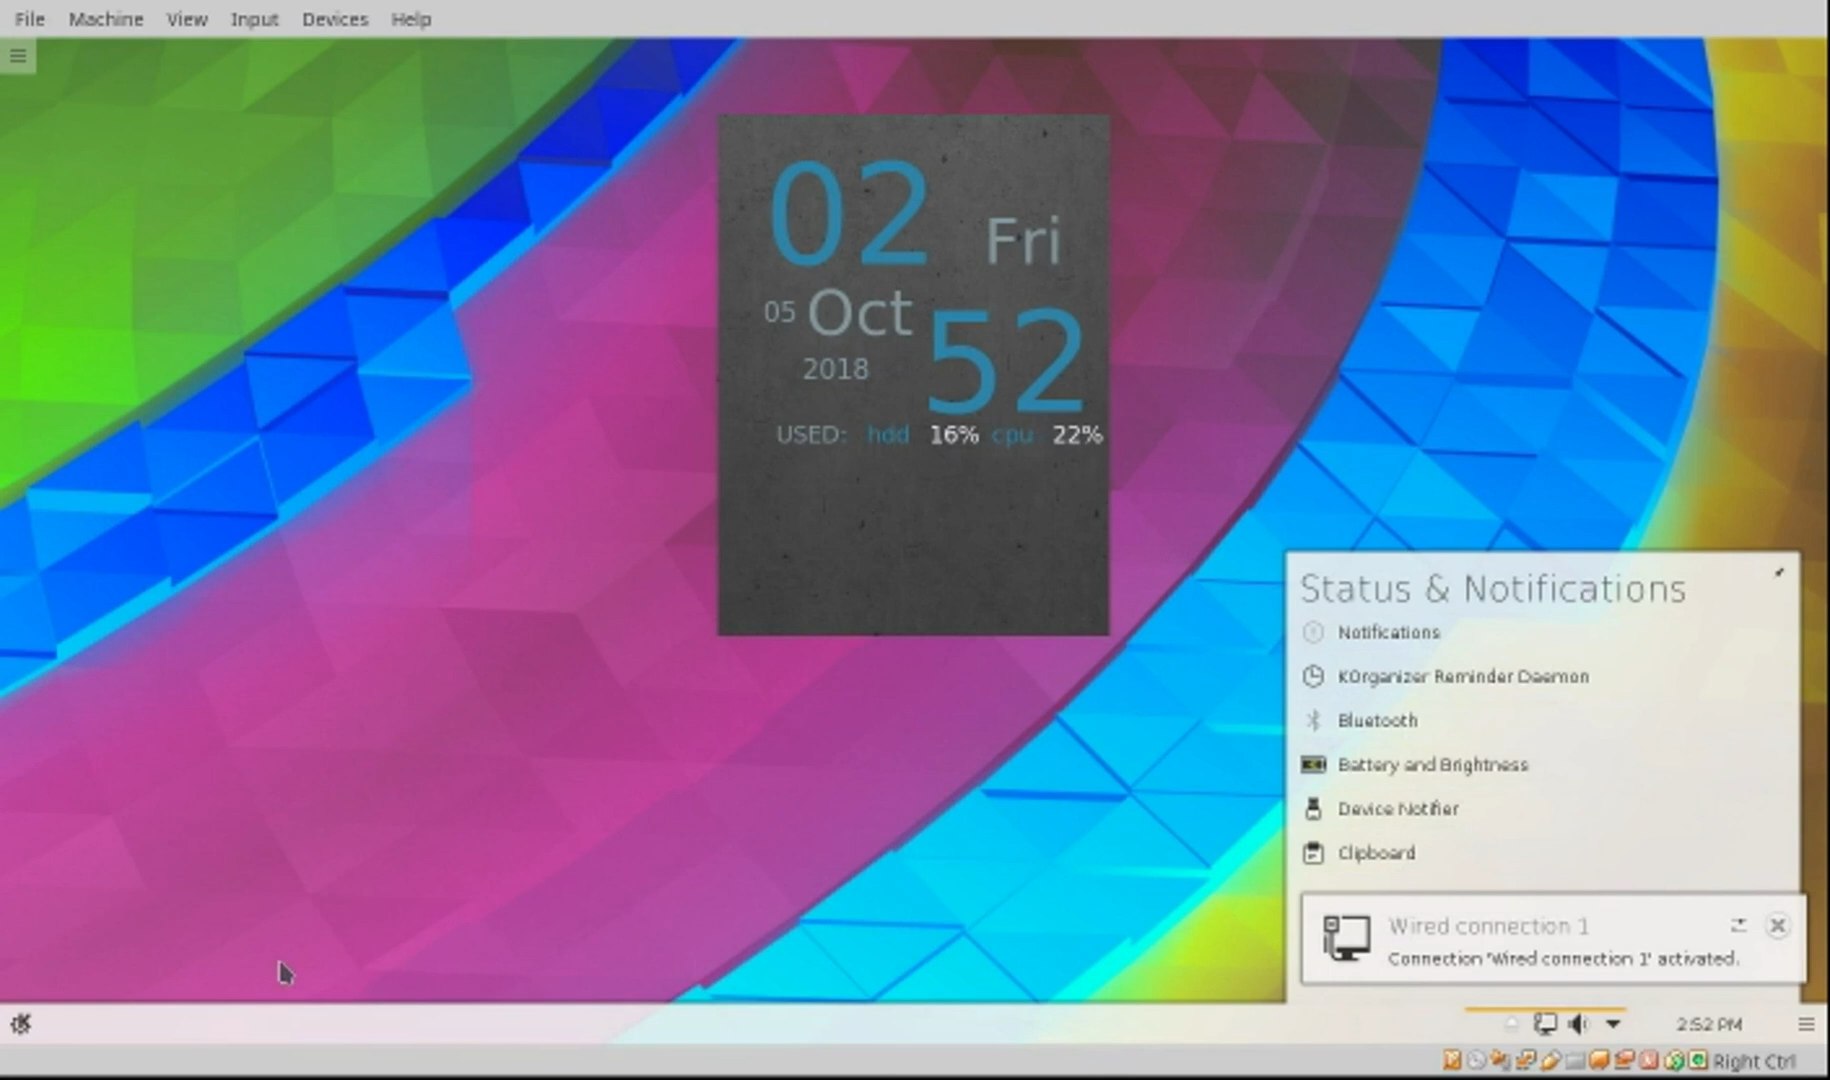 File Machine View Input Devices Help
02
Fri
05 Oct
52
2018
USED: hdd 16% cpu 22%
Status & Notifications
Notifications
KOrganizer Reminder Daemon
Bluetooth
Battery and Brightness
Device Notifier
Clipboard
Wired connection 1
Connection 'Wired connection 1' activated.
2:52 PM
Right Ctrl